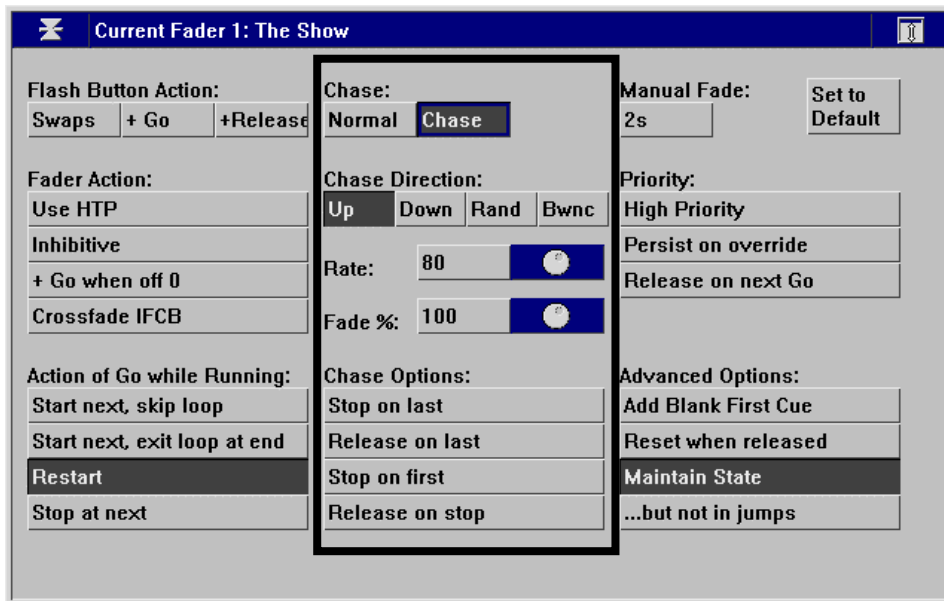 Current Fader 1: The Show
Flash Button Action:
Swaps + Go +Release
Fader Action:
Use HTP
Inhibitive
+ Go when off 0
Crossfade IFCB
Action of Go while Running:
Start next, skip loop
Start next, exit loop at end
Restart
Stop at next
Chase:
Normal Chase
Chase Direction:
Up Down Rand Bwnc
Rate: 80
Fade %: 100
Chase Options:
Stop on last
Release on last
Stop on first
Release on stop
Manual Fade:
2s
Set to
Default
Priority:
High Priority
Persist on override
Release on next Go
Advanced Options:
Add Blank First Cue
Reset when released
Maintain State
...but not in jumps